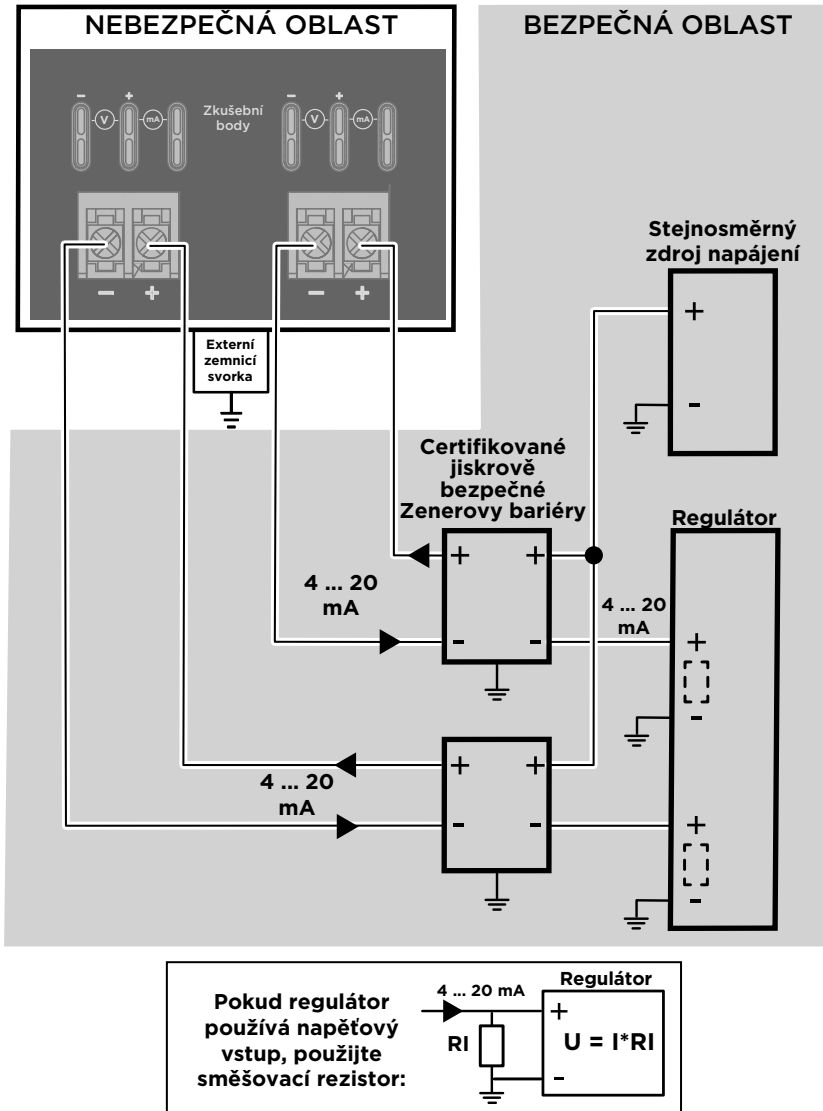 NEBEZPEČNÁ OBLAST
BEZPEČNÁ OBLAST
- +
V mA
Zkušební
body
- +
V mA
- +
- +
Externí
zemnicí
svorka
Stejnosměrný
zdroj napájení
+
-
Certifikované
jiskrově
bezpečné
Zenerovy bariéry
Regulátor
+ +
4 ... 20
mA
4 ... 20
mA
- -
+
-
+ +
4 ... 20
mA
- -
+
-
Pokud regulátor
používá napěťový
vstup, použijte
směšovací rezistor:
4 ... 20 mA
Regulátor
+
RI
U = I*RI
-